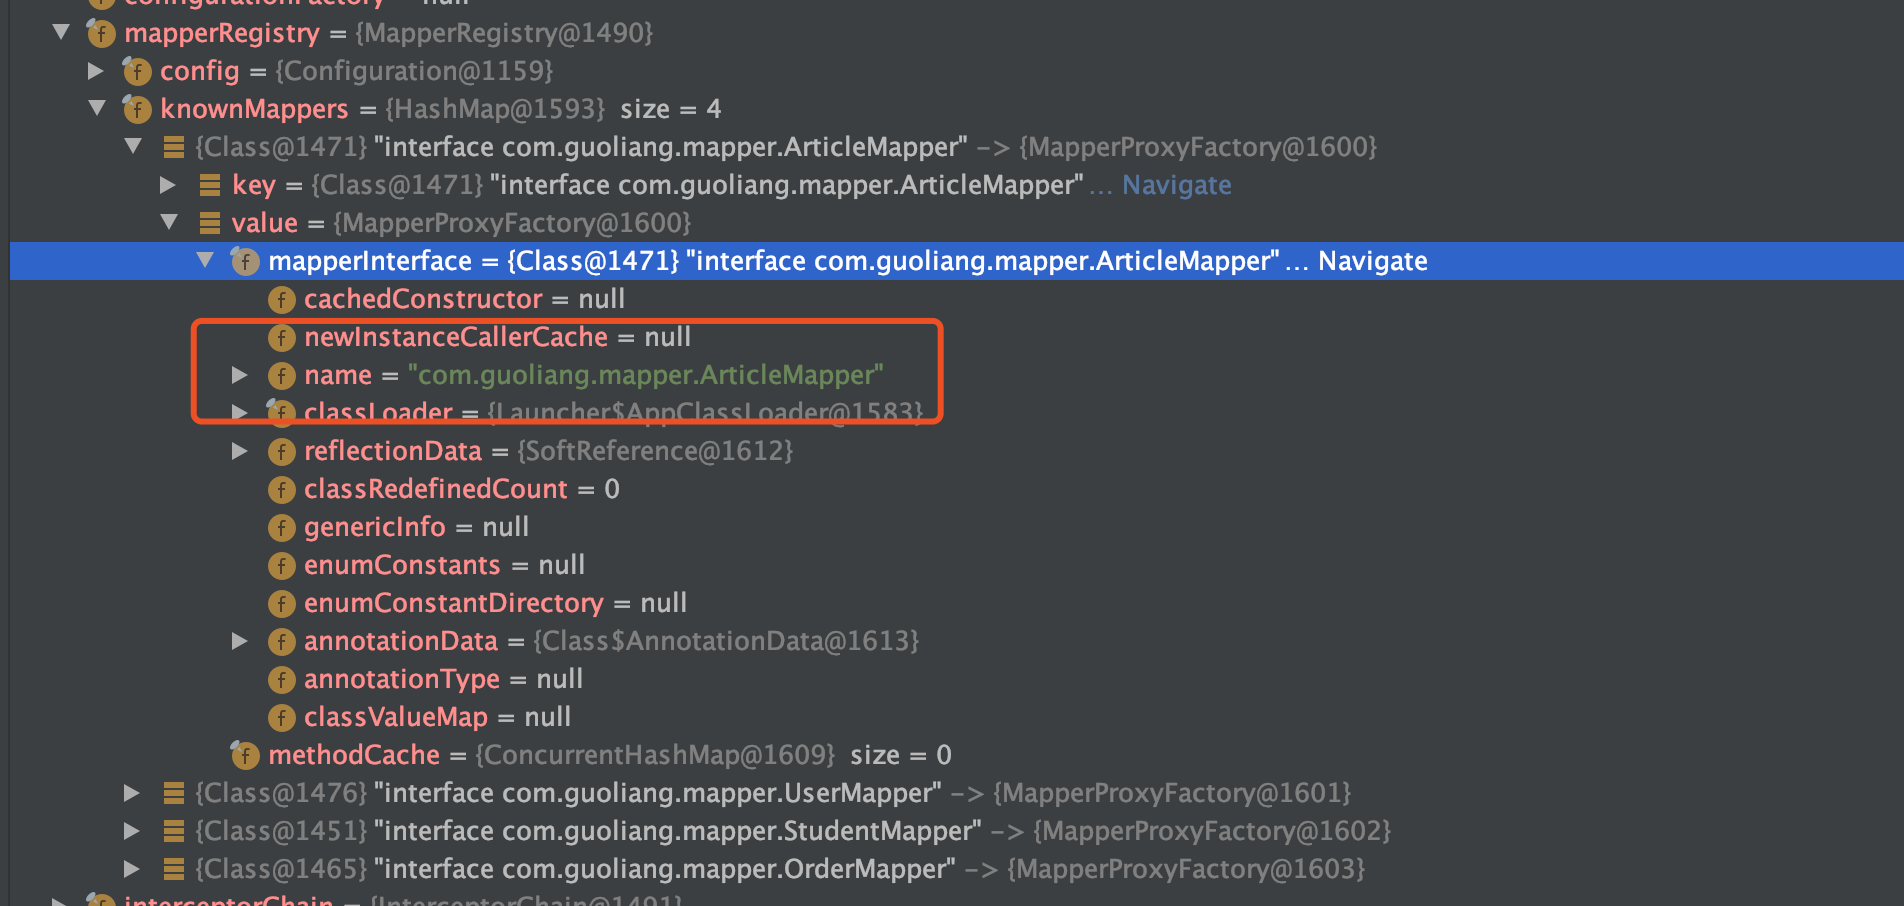 configurationFactory = null
mapperRegistry = {MapperRegistry@1490}
config = {Configuration@1159}
knownMappers = {HashMap@1593} size = 4
{Class@1471} "interface com.guoliang.mapper.ArticleMapper" -> {MapperProxyFactory@1600}
key = {Class@1471} "interface com.guoliang.mapper.ArticleMapper" ... Navigate
value = {MapperProxyFactory@1600}
mapperInterface = {Class@1471} "interface com.guoliang.mapper.ArticleMapper" ... Navigate
cachedConstructor = null
newInstanceCallerCache = null
name = "com.guoliang.mapper.ArticleMapper"
classLoader = {Launcher$AppClassLoader@1583}
reflectionData = {SoftReference@1612}
classRedefinedCount = 0
genericInfo = null
enumConstants = null
enumConstantDirectory = null
annotationData = {Class$AnnotationData@1613}
annotationType = null
classValueMap = null
methodCache = {ConcurrentHashMap@1609} size = 0
{Class@1476} "interface com.guoliang.mapper.UserMapper" -> {MapperProxyFactory@1601}
{Class@1451} "interface com.guoliang.mapper.StudentMapper" -> {MapperProxyFactory@1602}
{Class@1465} "interface com.guoliang.mapper.OrderMapper" -> {MapperProxyFactory@1603}
interceptorChain = {InterceptorChain@1491}